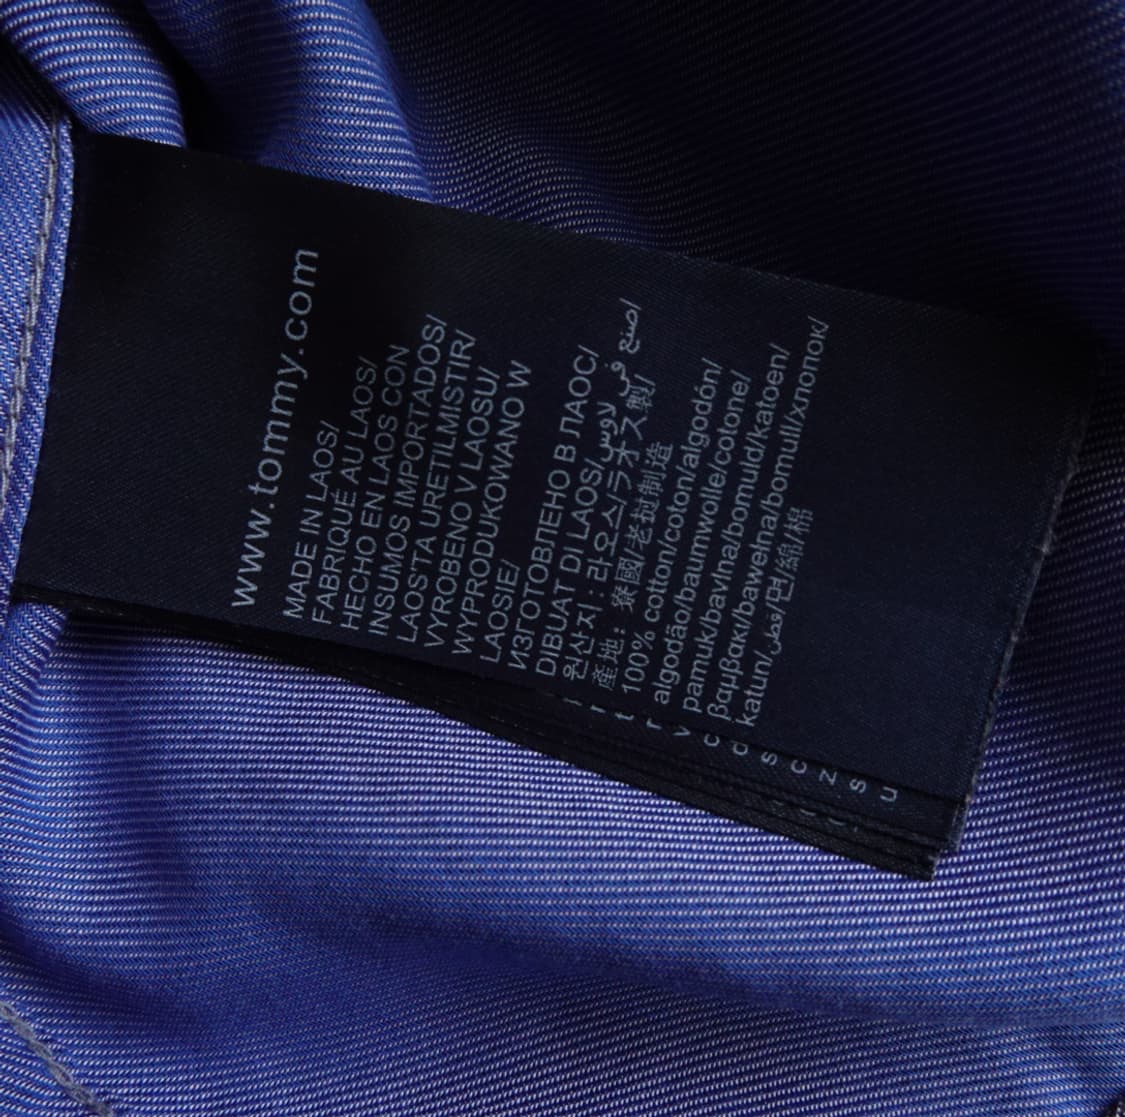 www.tommy.com
MADE IN LAOS/
FABRIQUÉ AU LAOS/
HECHO EN LAOS CON
INSUMOS IMPORTADOS/
LAOS'TA URETILMISTIR/
VYROBENO V LAOSU/
WYPRODUKOWANO W
LAOSIE/
ИЗГОТОВЛЕНО В ЛАОС/
DIBUAT DI LAOS/صنع في لاوس/
원산지 : 라오스/ラオス製/
產地: 寮國/老挝制造
100% cotton/coton/algodón/
algodão/baumwolle/cotone/
pamuk/bavlna/bomuld/katoen/
βαμβακι/bawełna/bomull/хлопок/
katun/قطن/면/綿/棉